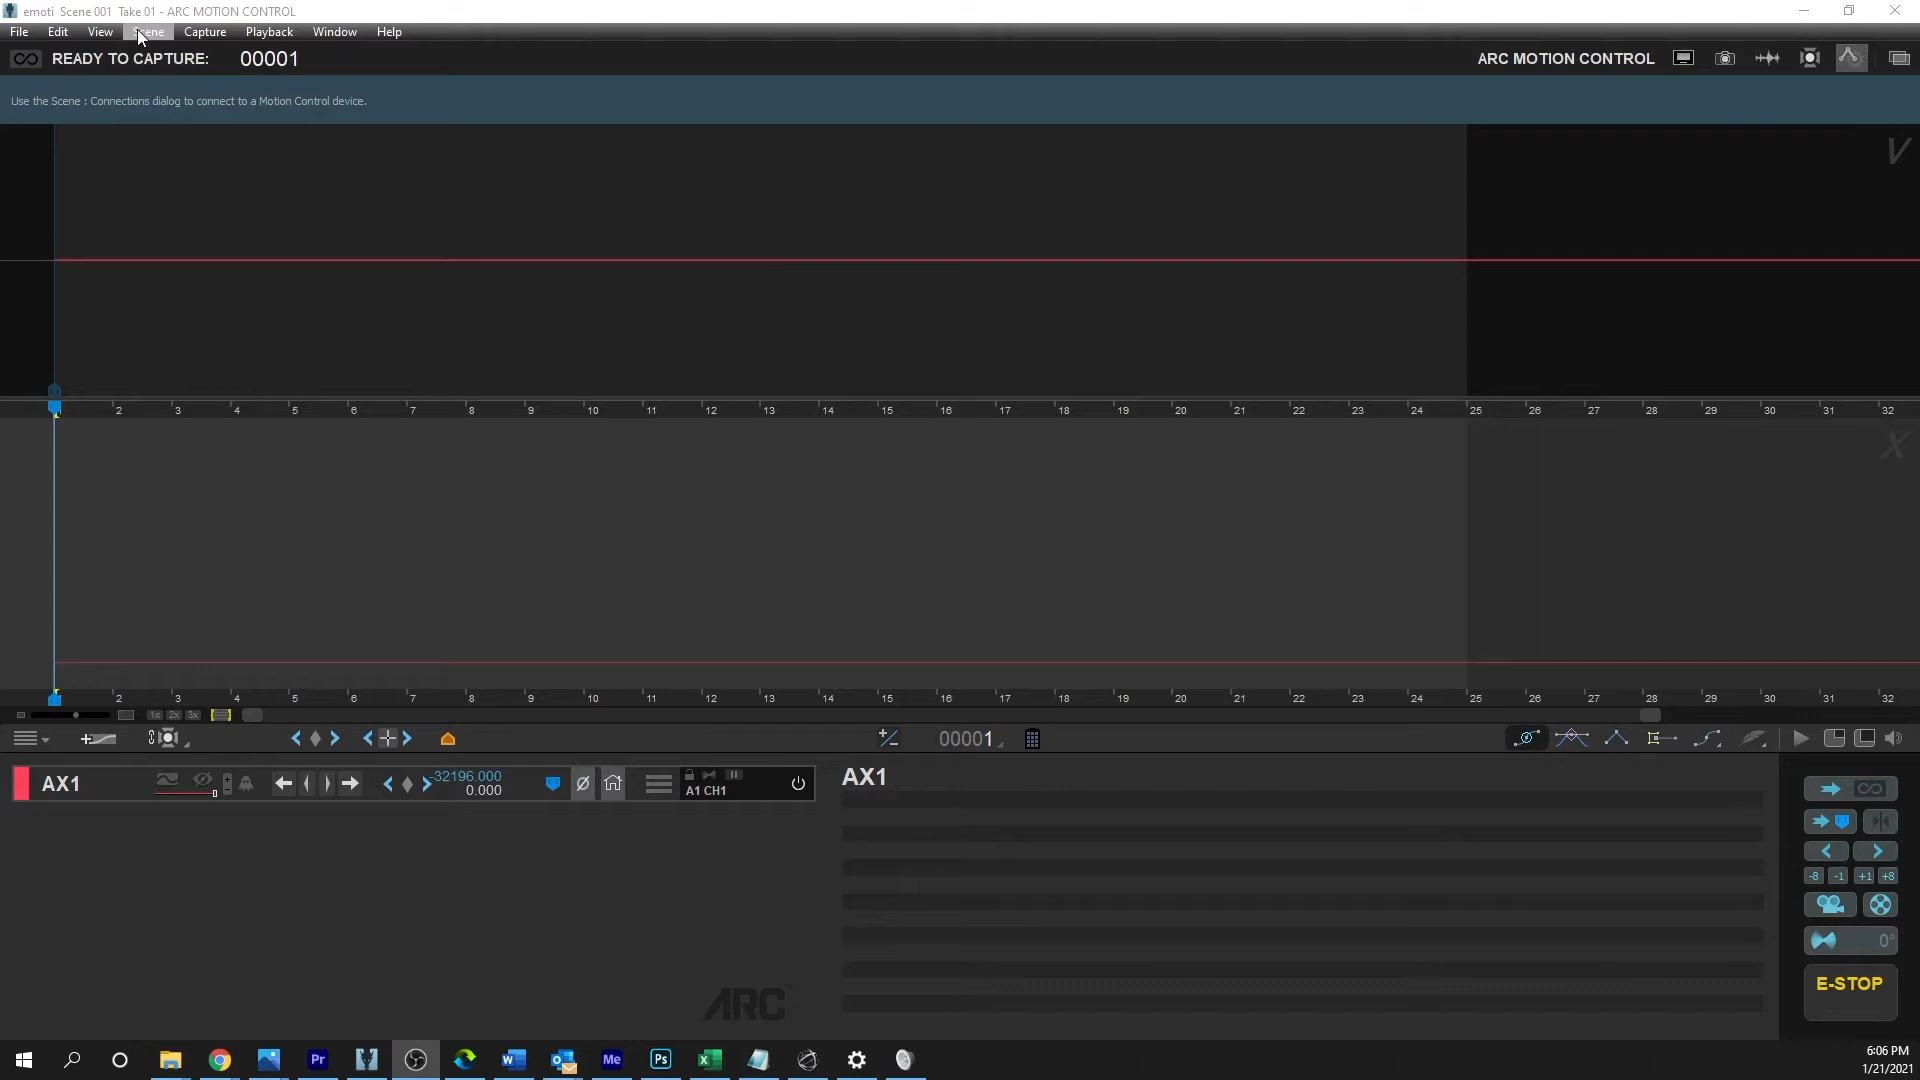 emoti Scene 001 Take 01 - ARC MOTION CONTROL
File Edit View Scene Capture Playback Window Help
READY TO CAPTURE: 00001 ARC MOTION CONTROL
Use the Scene : Connections dialog to connect to a Motion Control device.
V
2 3 4 5 6 7 8 9 10 11 12 13 14 15 16 17 18 19 20 21 22 23 24 25 26 27 28 29 30 31 32
X
2 3 4 5 6 7 8 9 10 11 12 13 14 15 16 17 18 19 20 21 22 23 24 25 26 27 28 29 30 31 32
1x 2x 3x
00001
AX1 -32196.000 AX1
0.000 A1 CH1
-8 -1 +1 +8
0°
E-STOP
ARC
Pr W Me Ps X
6:06 PM
1/21/2021